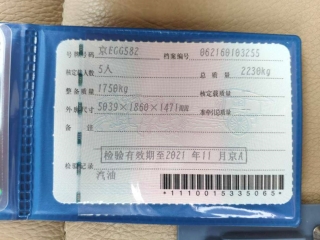 号牌号码 京EGG582 档案编号 062160103255
核定载人数 5人 总质量 2230kg
整备质量 1750kg 核定载质量
外廓尺寸 5039×1860×1471mm 准牵引总质量
备注
检验有效期至2021年11月京A
检验记录
汽油
*1110015335065*